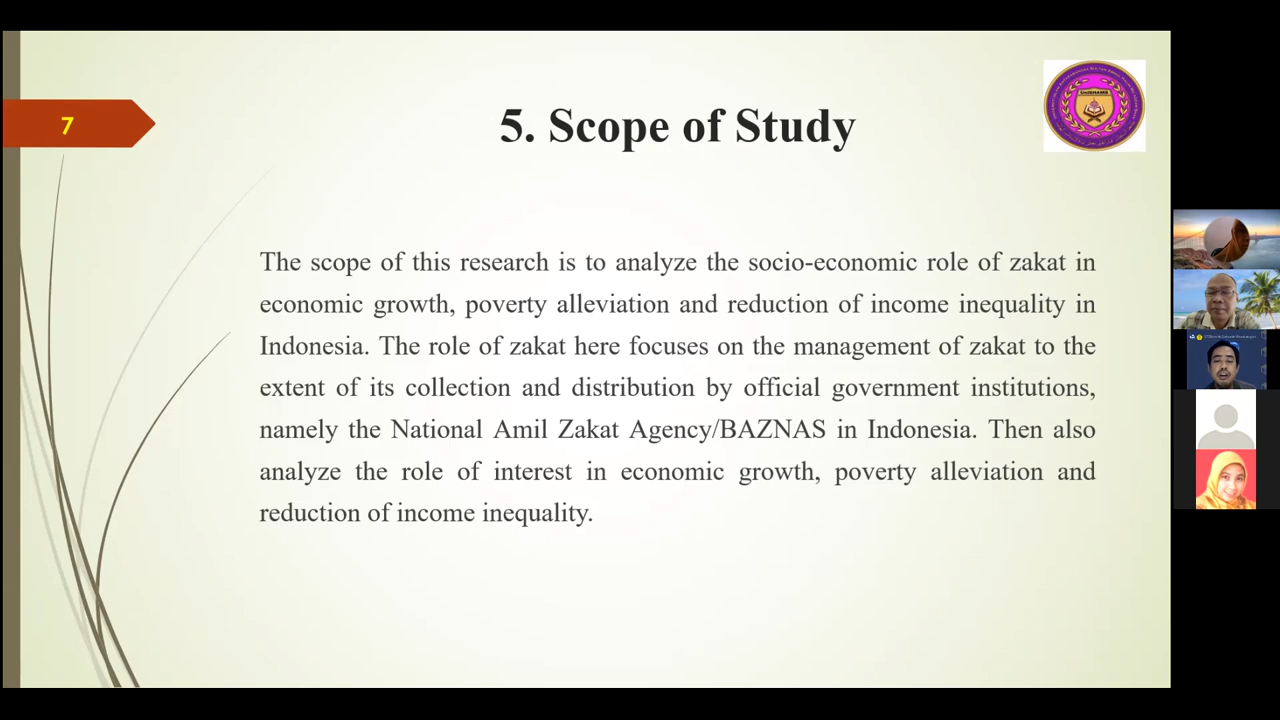 7
5. Scope of Study
UNISHAMS
The scope of this research is to analyze the socio-economic role of zakat in
economic growth, poverty alleviation and reduction of income inequality in
Indonesia. The role of zakat here focuses on the management of zakat to the
extent of its collection and distribution by official government institutions,
namely the National Amil Zakat Agency/BAZNAS in Indonesia. Then also
analyze the role of interest in economic growth, poverty alleviation and
reduction of income inequality.